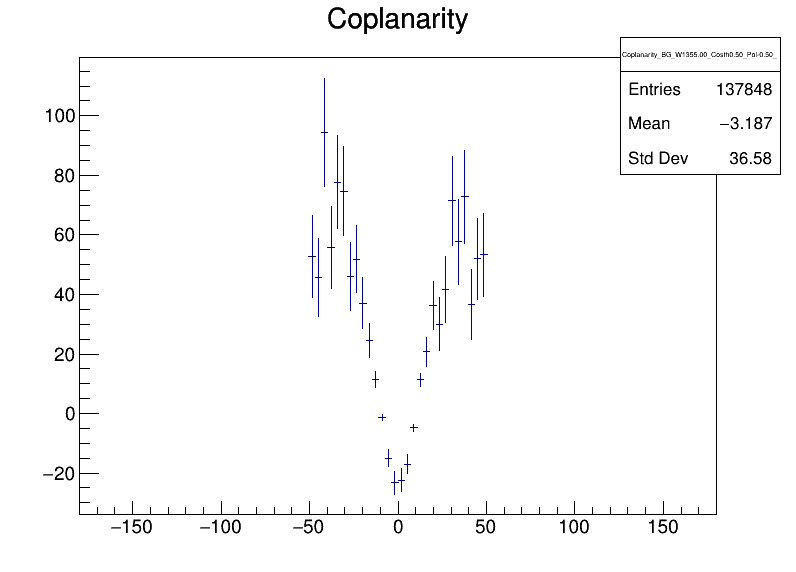 Coplanarity
Coplanarity_BG_W1355.00_Costh0.50_Pol-0.50_
Entries 137848
Mean −3.187
Std Dev 36.58
100
80
60
40
20
0
−20
−150 −100 −50 0 50 100 150